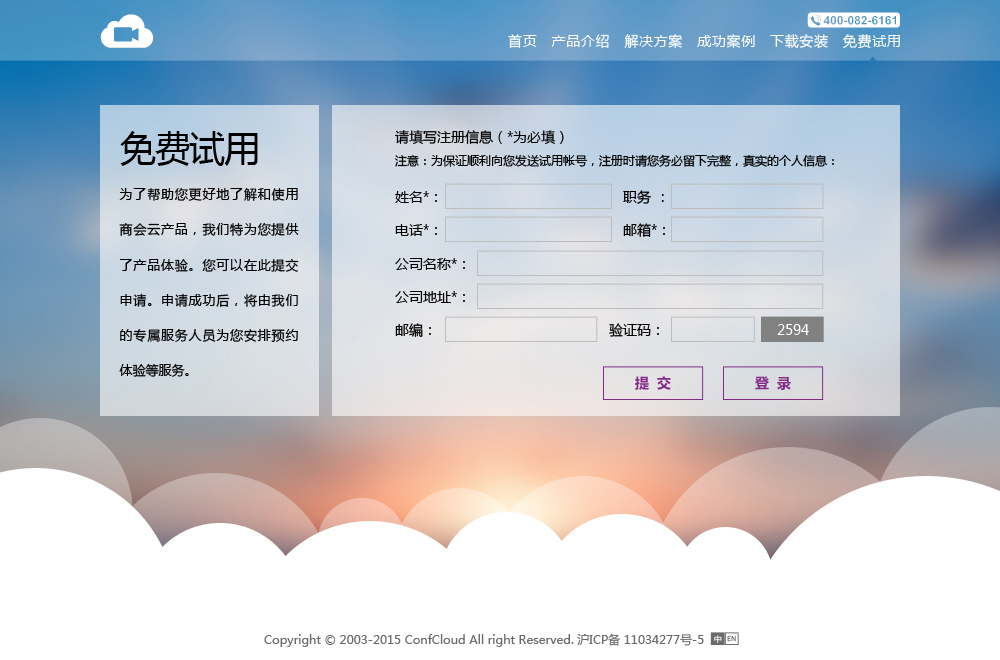 400-082-6161
首页 产品介绍 解决方案 成功案例 下载安装 免费试用
免费试用
为了帮助您更好地了解和使用
商会云产品，我们特为您提供
了产品体验。您可以在此提交
申请。申请成功后，将由我们
的专属服务人员为您安排预约
体验等服务。
请填写注册信息（*为必填）
注意：为保证顺利向您发送试用帐号，注册时请您务必留下完整，真实的个人信息：
姓名*： 职务 ：
电话*： 邮箱*：
公司名称*：
公司地址*：
邮编： 验证码： 2594
提 交 登 录
Copyright © 2003-2015 ConfCloud All right Reserved. 沪ICP备 11034277号-5 中 EN